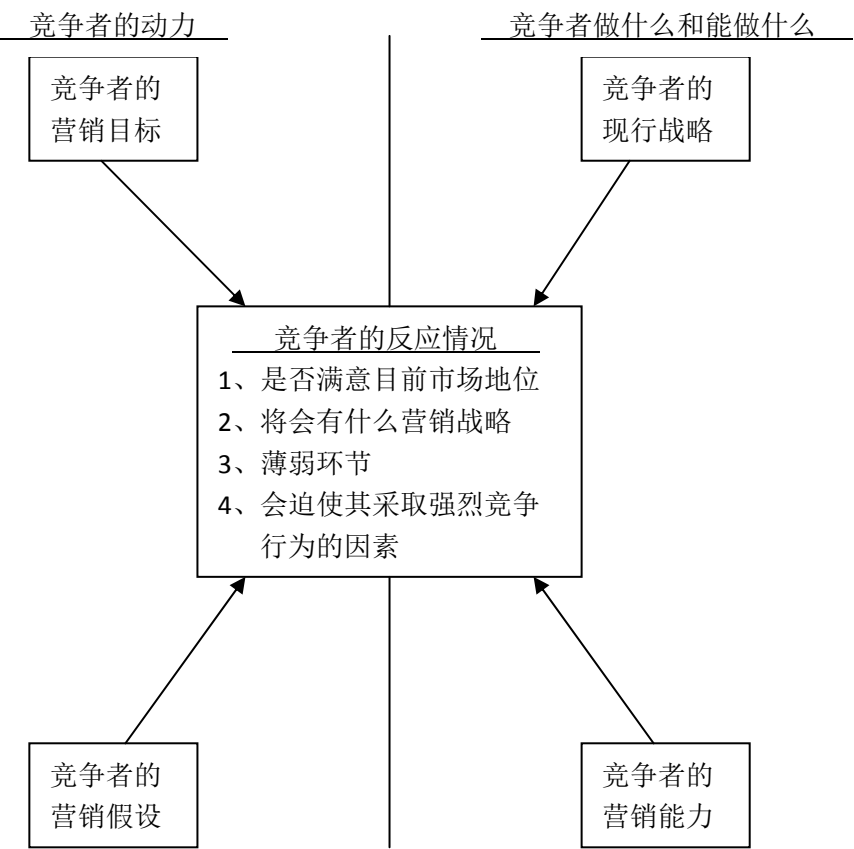 竞争者的动力
竞争者做什么和能做什么
竞争者的
营销目标
竞争者的
现行战略
竞争者的反应情况
1、是否满意目前市场地位
2、将会有什么营销战略
3、薄弱环节
4、会迫使其采取强烈竞争
行为的因素
竞争者的
营销假设
竞争者的
营销能力